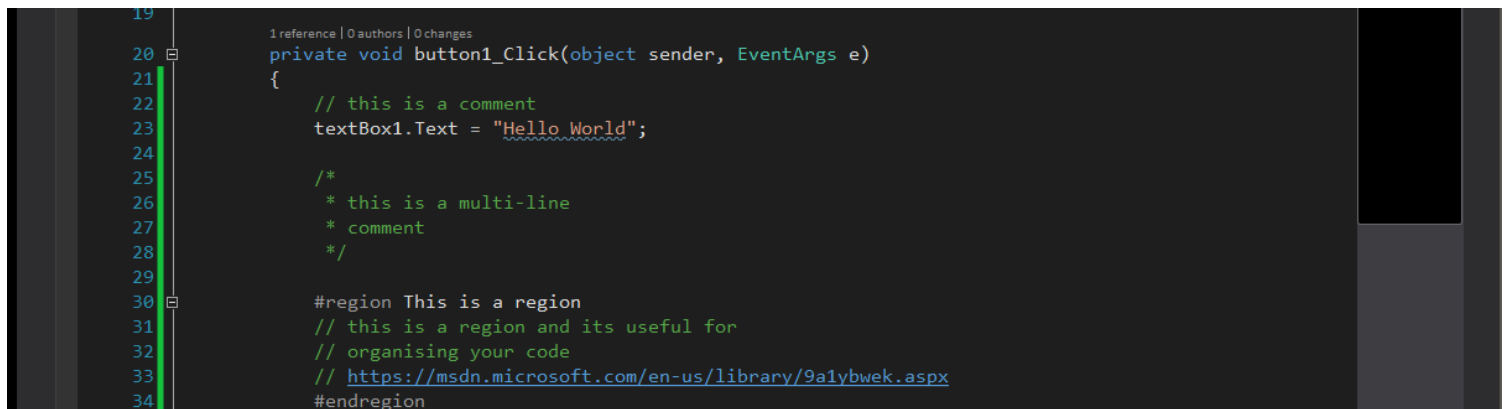 19
1 reference | 0 authors | 0 changes
20 private void button1_Click(object sender, EventArgs e)
21 {
22 // this is a comment
23 textBox1.Text = "Hello World";
24
25 /*
26 * this is a multi-line
27 * comment
28 */
29
30 #region This is a region
31 // this is a region and its useful for
32 // organising your code
33 // https://msdn.microsoft.com/en-us/library/9a1ybwek.aspx
34 #endregion